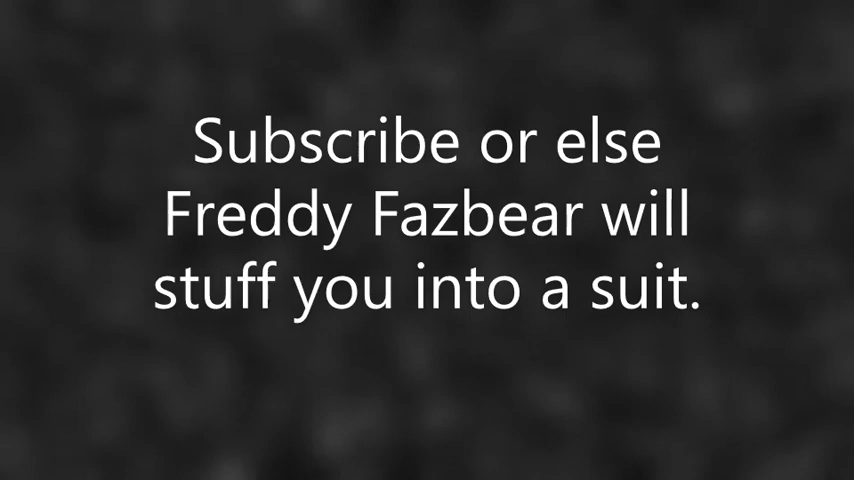 Subscribe or else
Freddy Fazbear will
stuff you into a suit.